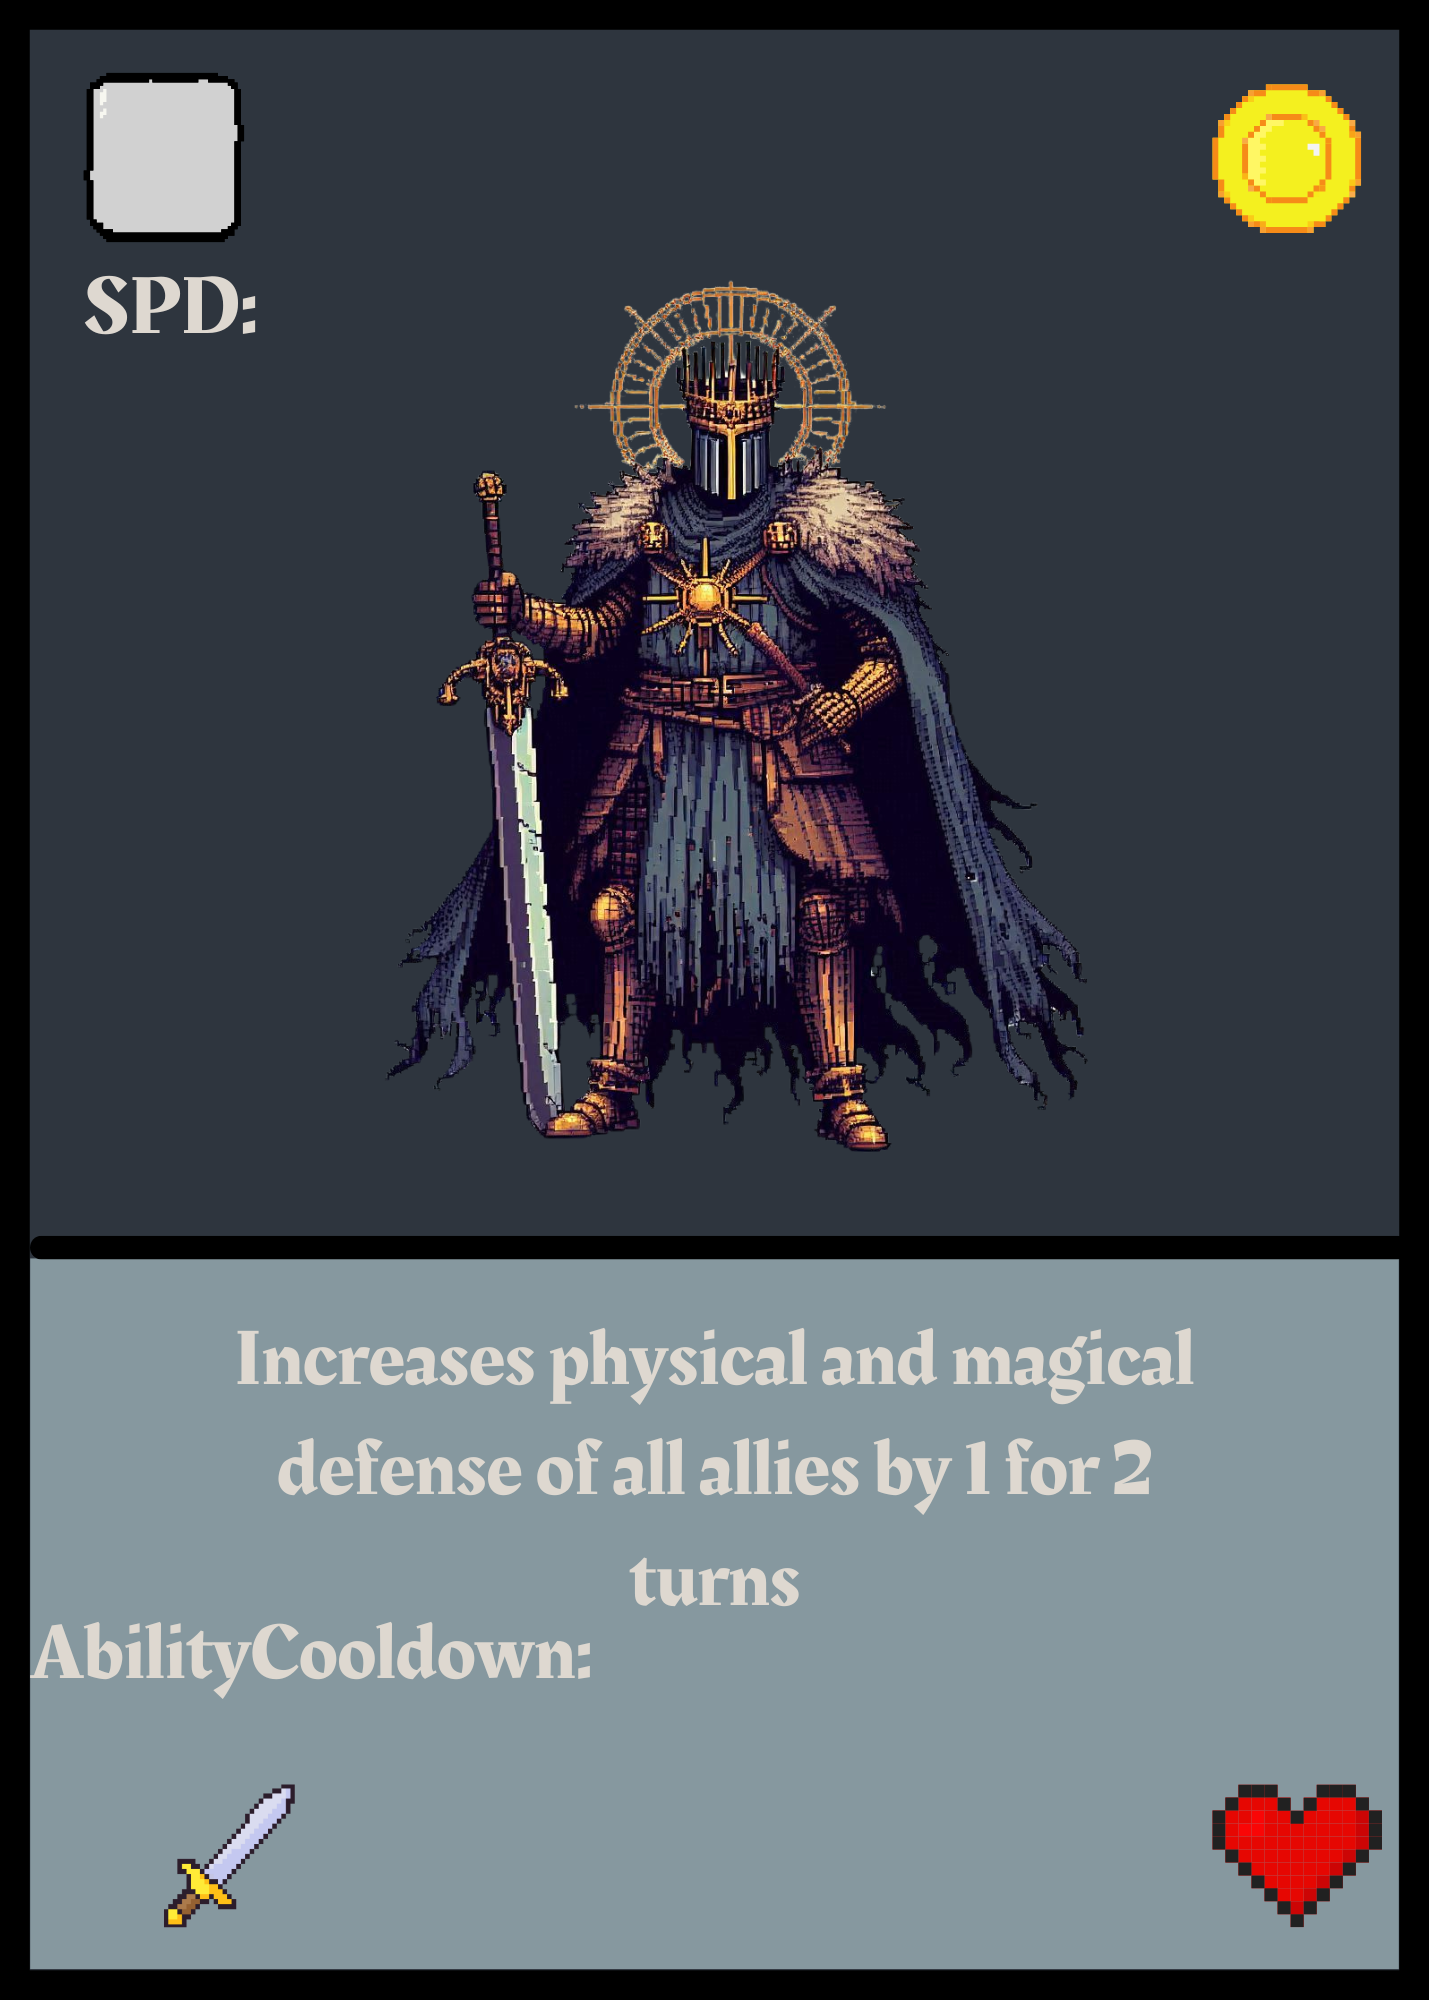 SPD:
Increases physical and magical
defense of all allies by 1 for 2
turns
AbilityCooldown: